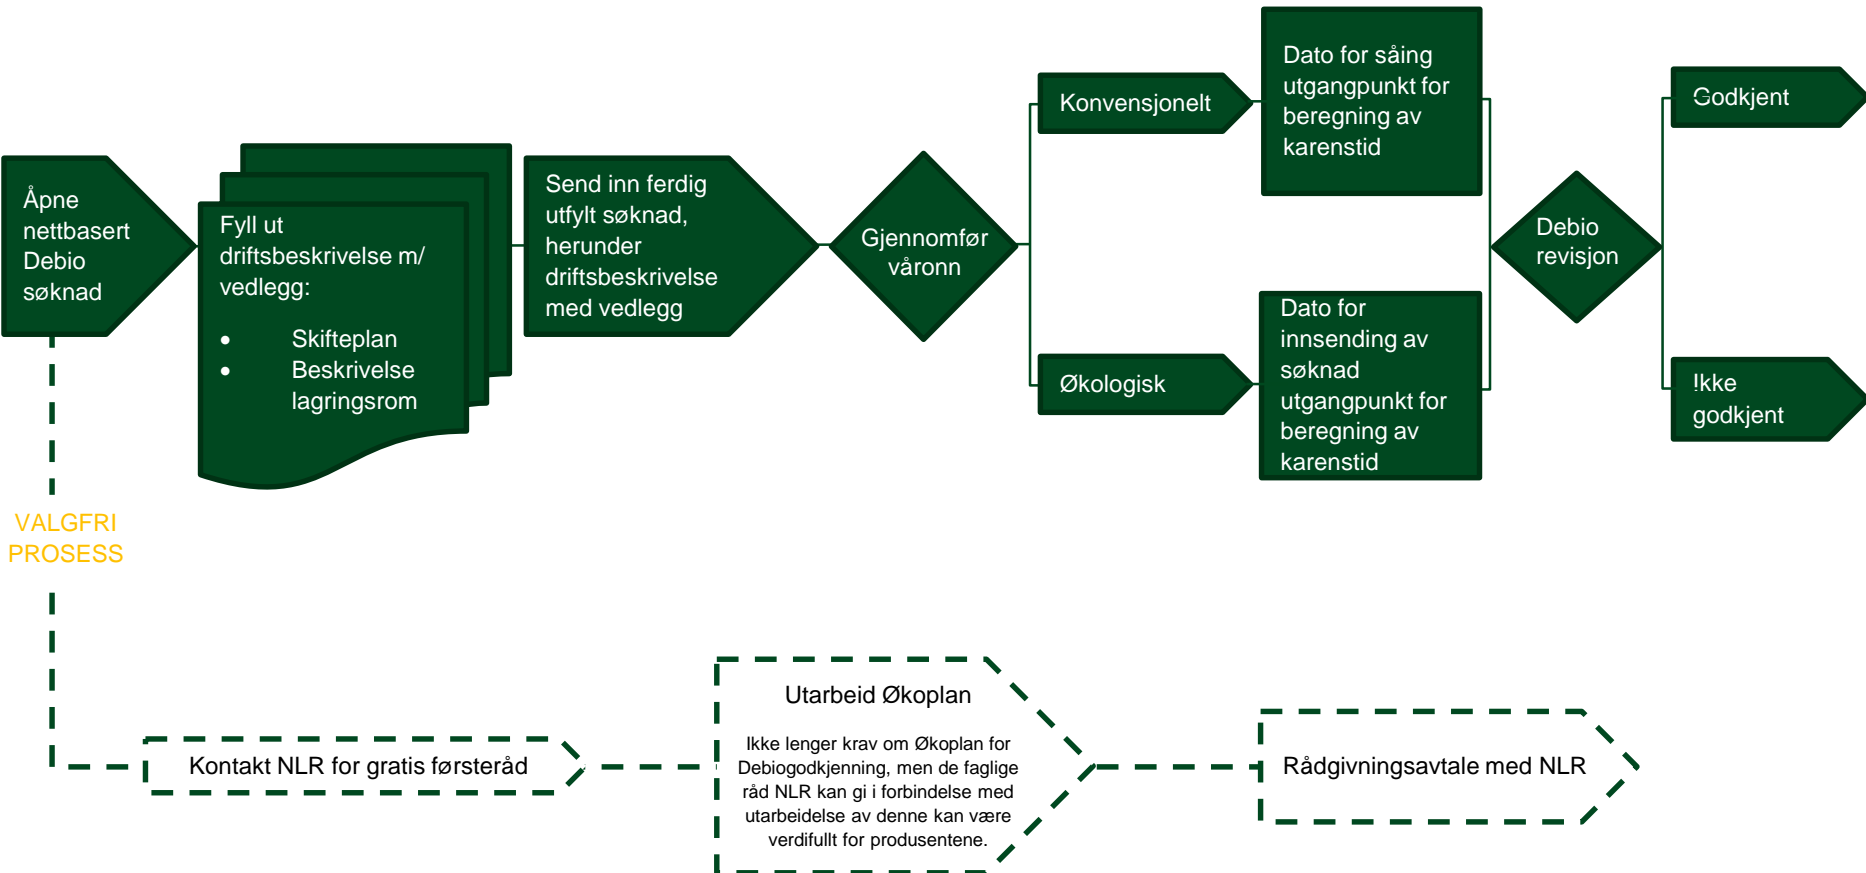 Åpne
nettbasert
Debio
søknad
Fyll ut
driftsbeskrivelse m/
vedlegg:
• Skifteplan
• Beskrivelse
lagringsrom
Send inn ferdig
utfylt søknad,
herunder
driftsbeskrivelse
med vedlegg
Gjennomfør
våronn
Konvensjonelt
Dato for såing
utgangpunkt for
beregning av
karenstid
Økologisk
Dato for
innsending av
søknad
utgangpunkt for
beregning av
karenstid
Debio
revisjon
Godkjent
Ikke
godkjent
VALGFRI
PROSESS
Kontakt NLR for gratis førsteråd
Utarbeid Økoplan
Ikke lenger krav om Økoplan for
Debiogodkjenning, men de faglige
råd NLR kan gi i forbindelse med
utarbeidelse av denne kan være
verdifullt for produsentene.
Rådgivningsavtale med NLR